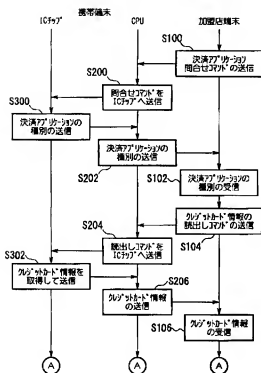 携帯端末
ICチップ
CPU
加盟店端末
S100
決済アプリケーション
問合せコマンドの送信
S200
問合せコマンドを
ICチップへ送信
S300
決済アプリケーションの
種別の送信
決済アプリケーションの
種別の送信
S202
S102
決済アプリケーションの
種別の受信
クレジットカード情報の
読出しコマンドの送信
S104
S204
読出しコマンドを
ICチップへ送信
S302
クレジットカード情報を
取得して送信
S206
クレジットカード情報
の送信
S106
クレジットカード情報
の受信
A
A
A